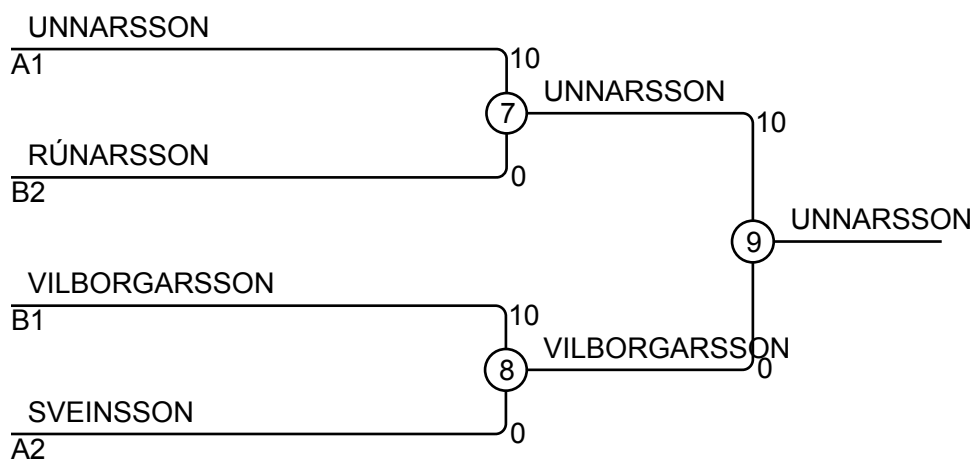 UNNARSSON
A1
10
7
UNNARSSON
10
RÚNARSSON
B2
0
9
UNNARSSON
VILBORGARSSON
B1
10
8
VILBORGARSSON
0
SVEINSSON
A2
0